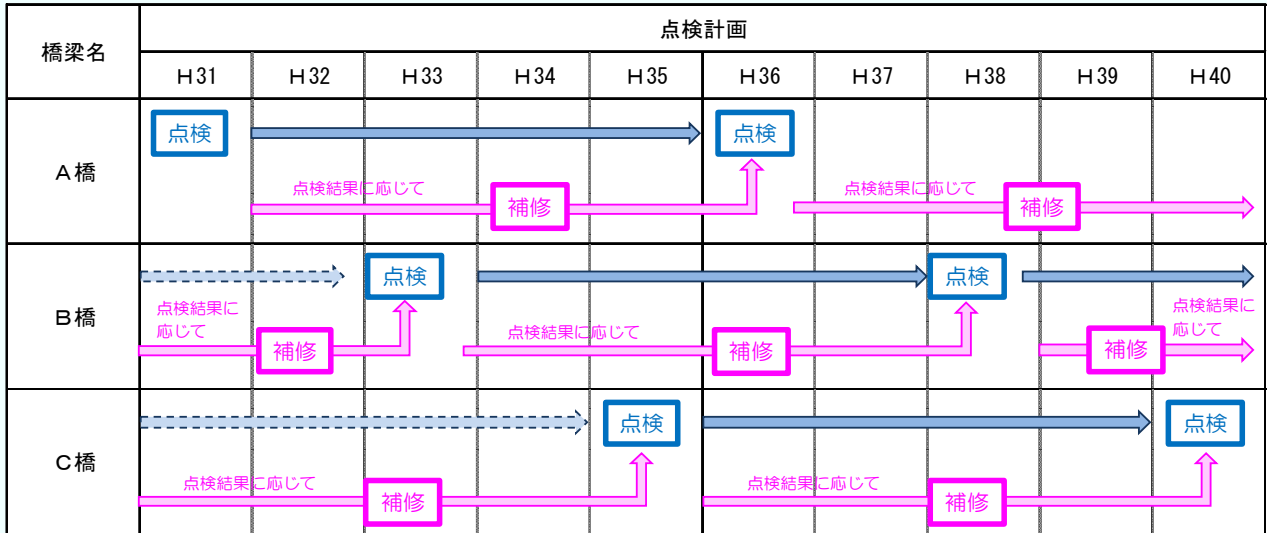 橋梁名
点検計画
H31 H32 H33 H34 H35 H36 H37 H38 H39 H40
A橋
点検
点検
点検結果に応じて
補修
点検結果に応じて
補修
B橋
点検
点検
点検結果に
応じて
補修
点検結果に応じて
補修
点検結果に
応じて
補修
C橋
点検
点検
点検結果に応じて
補修
点検結果に応じて
補修